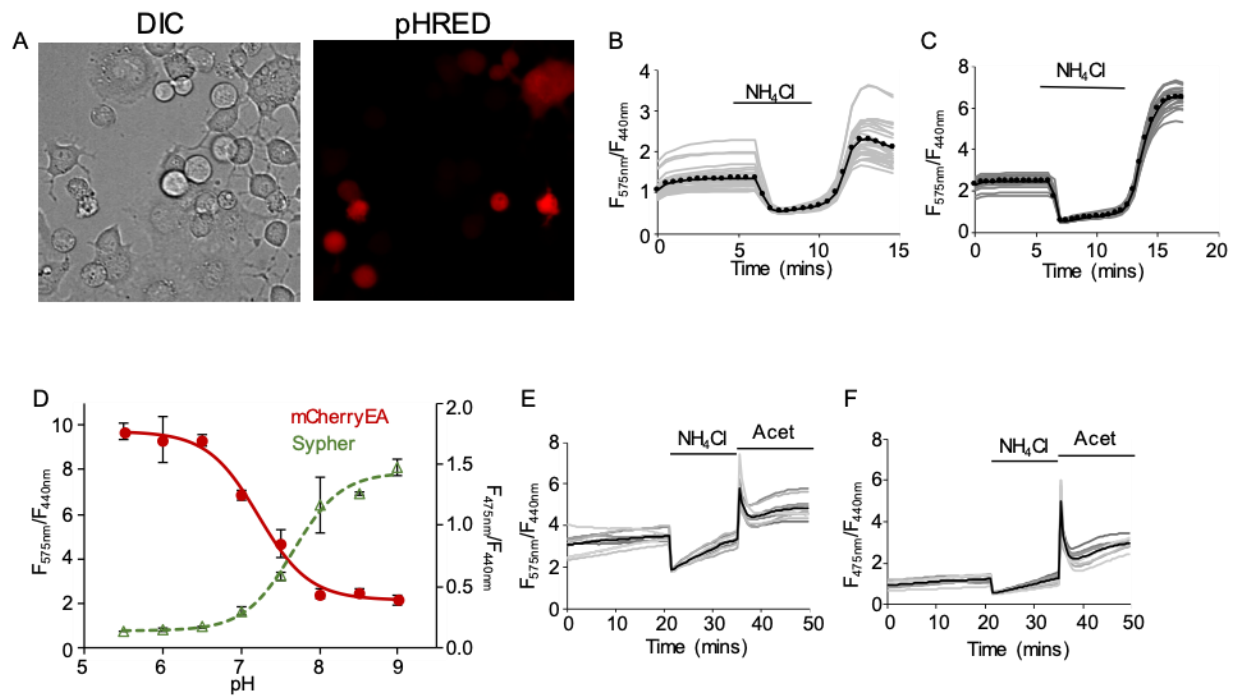 A
DIC
pHRED
B
F575nm/F440nm
4
3
2
1
0
NH4Cl
0
5
10
15
Time (mins)
C
F575nm/F440nm
8
6
4
2
0
NH4Cl
0
5
10
15
20
Time (mins)
D
F575nm/F440nm
10
8
6
4
2
0
mCherryEA
Sypher
2.0
1.5
1.0
0.5
0.0
F475nm/F440nm
5
6
7
8
9
pH
E
F575nm/F440nm
8
6
4
2
0
NH4Cl
Acet
0
10
20
30
40
50
Time (mins)
F
F475nm/F440nm
8
6
4
2
0
NH4Cl
Acet
0
10
20
30
40
50
Time (mins)